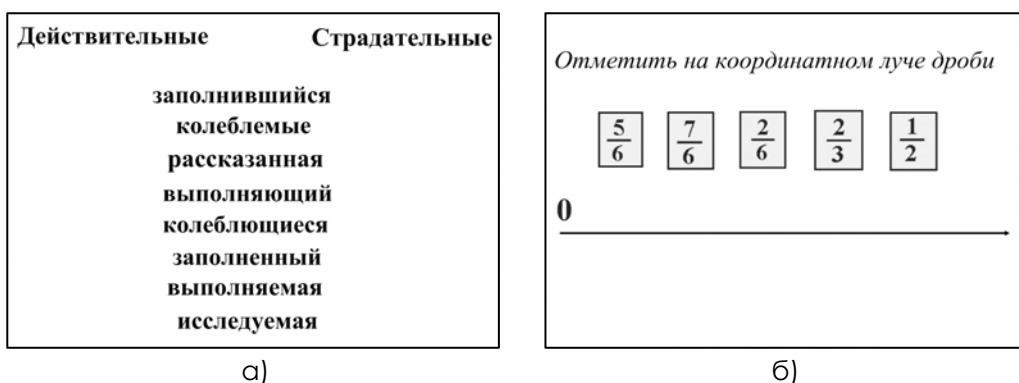 Действительные Страдательные
заполнившийся
колеблемые
рассказанная
выполняющий
колеблющиеся
заполненный
выполняемая
исследуемая
а)
Отметить на координатном луче дроби
5/6 7/6 2/6 2/3 1/2
0
б)